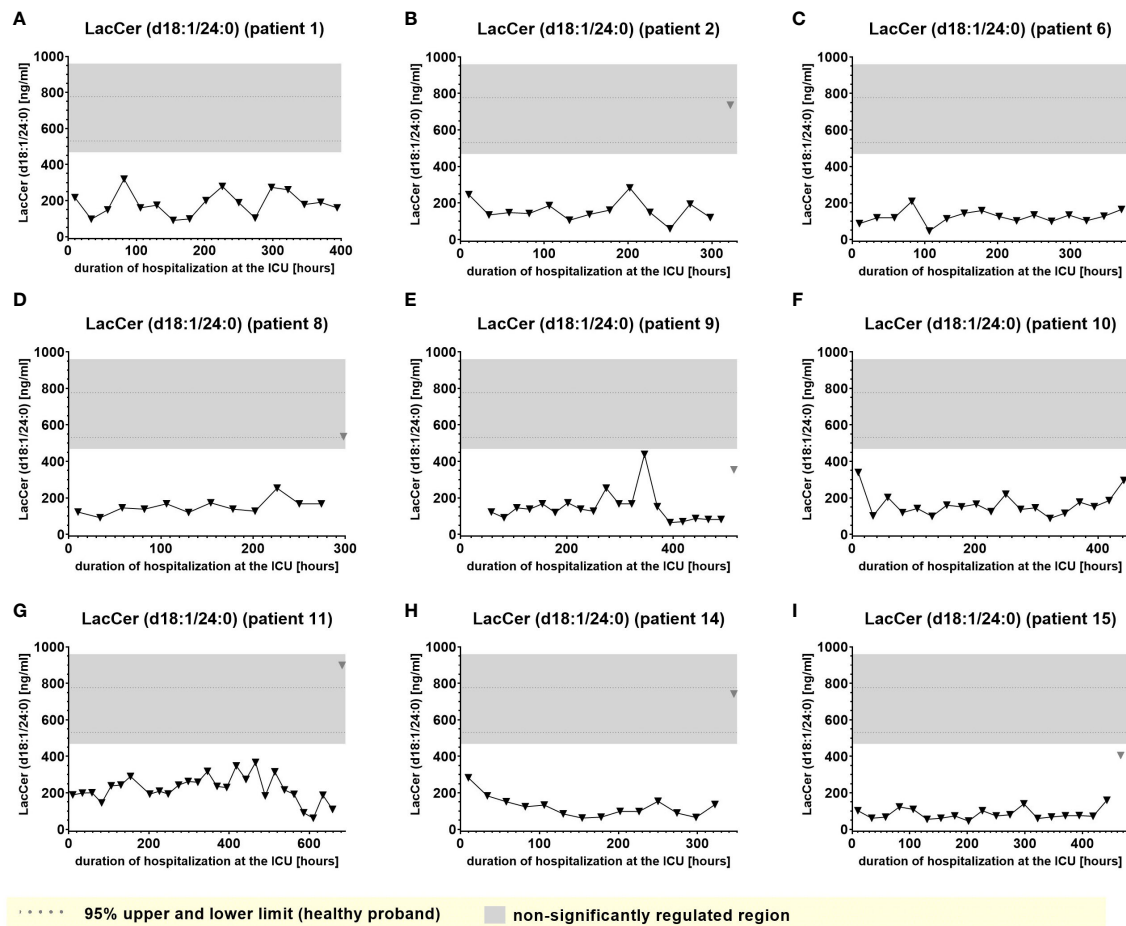 A
LacCer (d18:1/24:0) (patient 1)
LacCer (d18:1/24:0) [ng/ml]
1000
800
600
400
200
0
0 100 200 300 400
duration of hospitalization at the ICU [hours]
B
LacCer (d18:1/24:0) (patient 2)
LacCer (d18:1/24:0) [ng/ml]
1000
800
600
400
200
0
0 100 200 300
duration of hospitalization at the ICU [hours]
C
LacCer (d18:1/24:0) (patient 6)
LacCer (d18:1/24:0) [ng/ml]
1000
800
600
400
200
0
0 100 200 300
duration of hospitalization at the ICU [hours]
D
LacCer (d18:1/24:0) (patient 8)
LacCer (d18:1/24:0) [ng/ml]
1000
800
600
400
200
0
0 100 200 300
duration of hospitalization at the ICU [hours]
E
LacCer (d18:1/24:0) (patient 9)
LacCer (d18:1/24:0) [ng/ml]
1000
800
600
400
200
0
0 200 400
duration of hospitalization at the ICU [hours]
F
LacCer (d18:1/24:0) (patient 10)
LacCer (d18:1/24:0) [ng/ml]
1000
800
600
400
200
0
0 200 400
duration of hospitalization at the ICU [hours]
G
LacCer (d18:1/24:0) (patient 11)
LacCer (d18:1/24:0) [ng/ml]
1000
800
600
400
200
0
0 200 400 600
duration of hospitalization at the ICU [hours]
H
LacCer (d18:1/24:0) (patient 14)
LacCer (d18:1/24:0) [ng/ml]
1000
800
600
400
200
0
0 100 200 300
duration of hospitalization at the ICU [hours]
I
LacCer (d18:1/24:0) (patient 15)
LacCer (d18:1/24:0) [ng/ml]
1000
800
600
400
200
0
0 100 200 300 400
duration of hospitalization at the ICU [hours]
95% upper and lower limit (healthy proband)
non-significantly regulated region